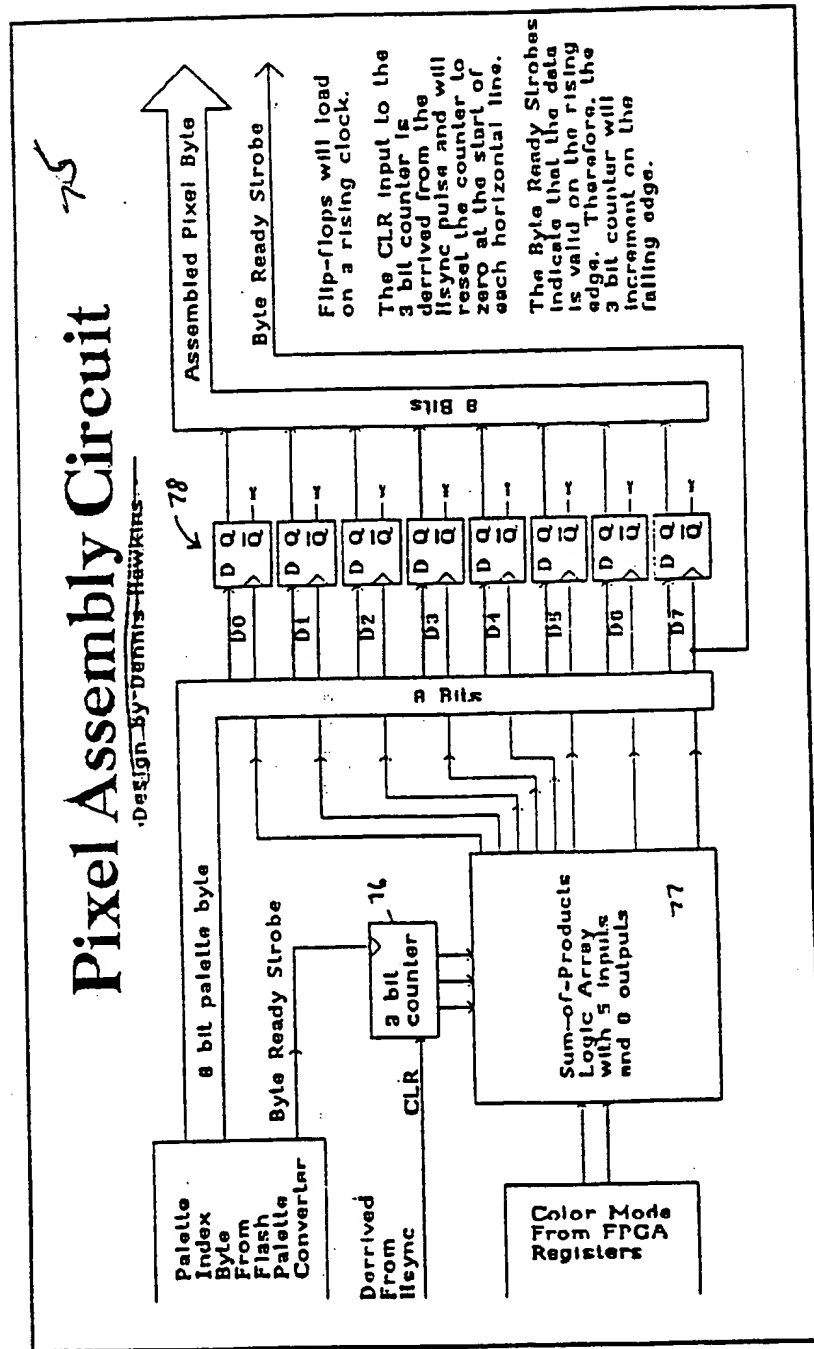 Pixel Assembly Circuit
Design By Dennis Hawkins
75
Assembled Pixel Byte
Byte Ready Strobe
Flip-flops will load
on a rising clock.
The CLR input to the
3 bit counter is
derrived from the
Hsync pulse and will
reset the counter to
zero at the start of
each horizontal line.
The Byte Ready Strobes
indicate that the data
is valid on the rising
edge. Therefore, the
3 bit counter will
increment on the
falling edge.
8 Bits
78
D Q
Q
D Q
Q
D Q
Q
D Q
Q
D Q
Q
D Q
Q
D Q
Q
D Q
Q
D0
D1
D2
D3
D4
D5
D6
D7
8 Bits
8 bit palette byte
Byte Ready Strobe
Palette
Index
Byte
From
Flash
Palette
Converter
76
3 bit
counter
CLR
Derrived
From
Hsync
Sum-of-Products
Logic Array
with 5 inputs
and 8 outputs
77
Color Mode
From FPGA
Registers